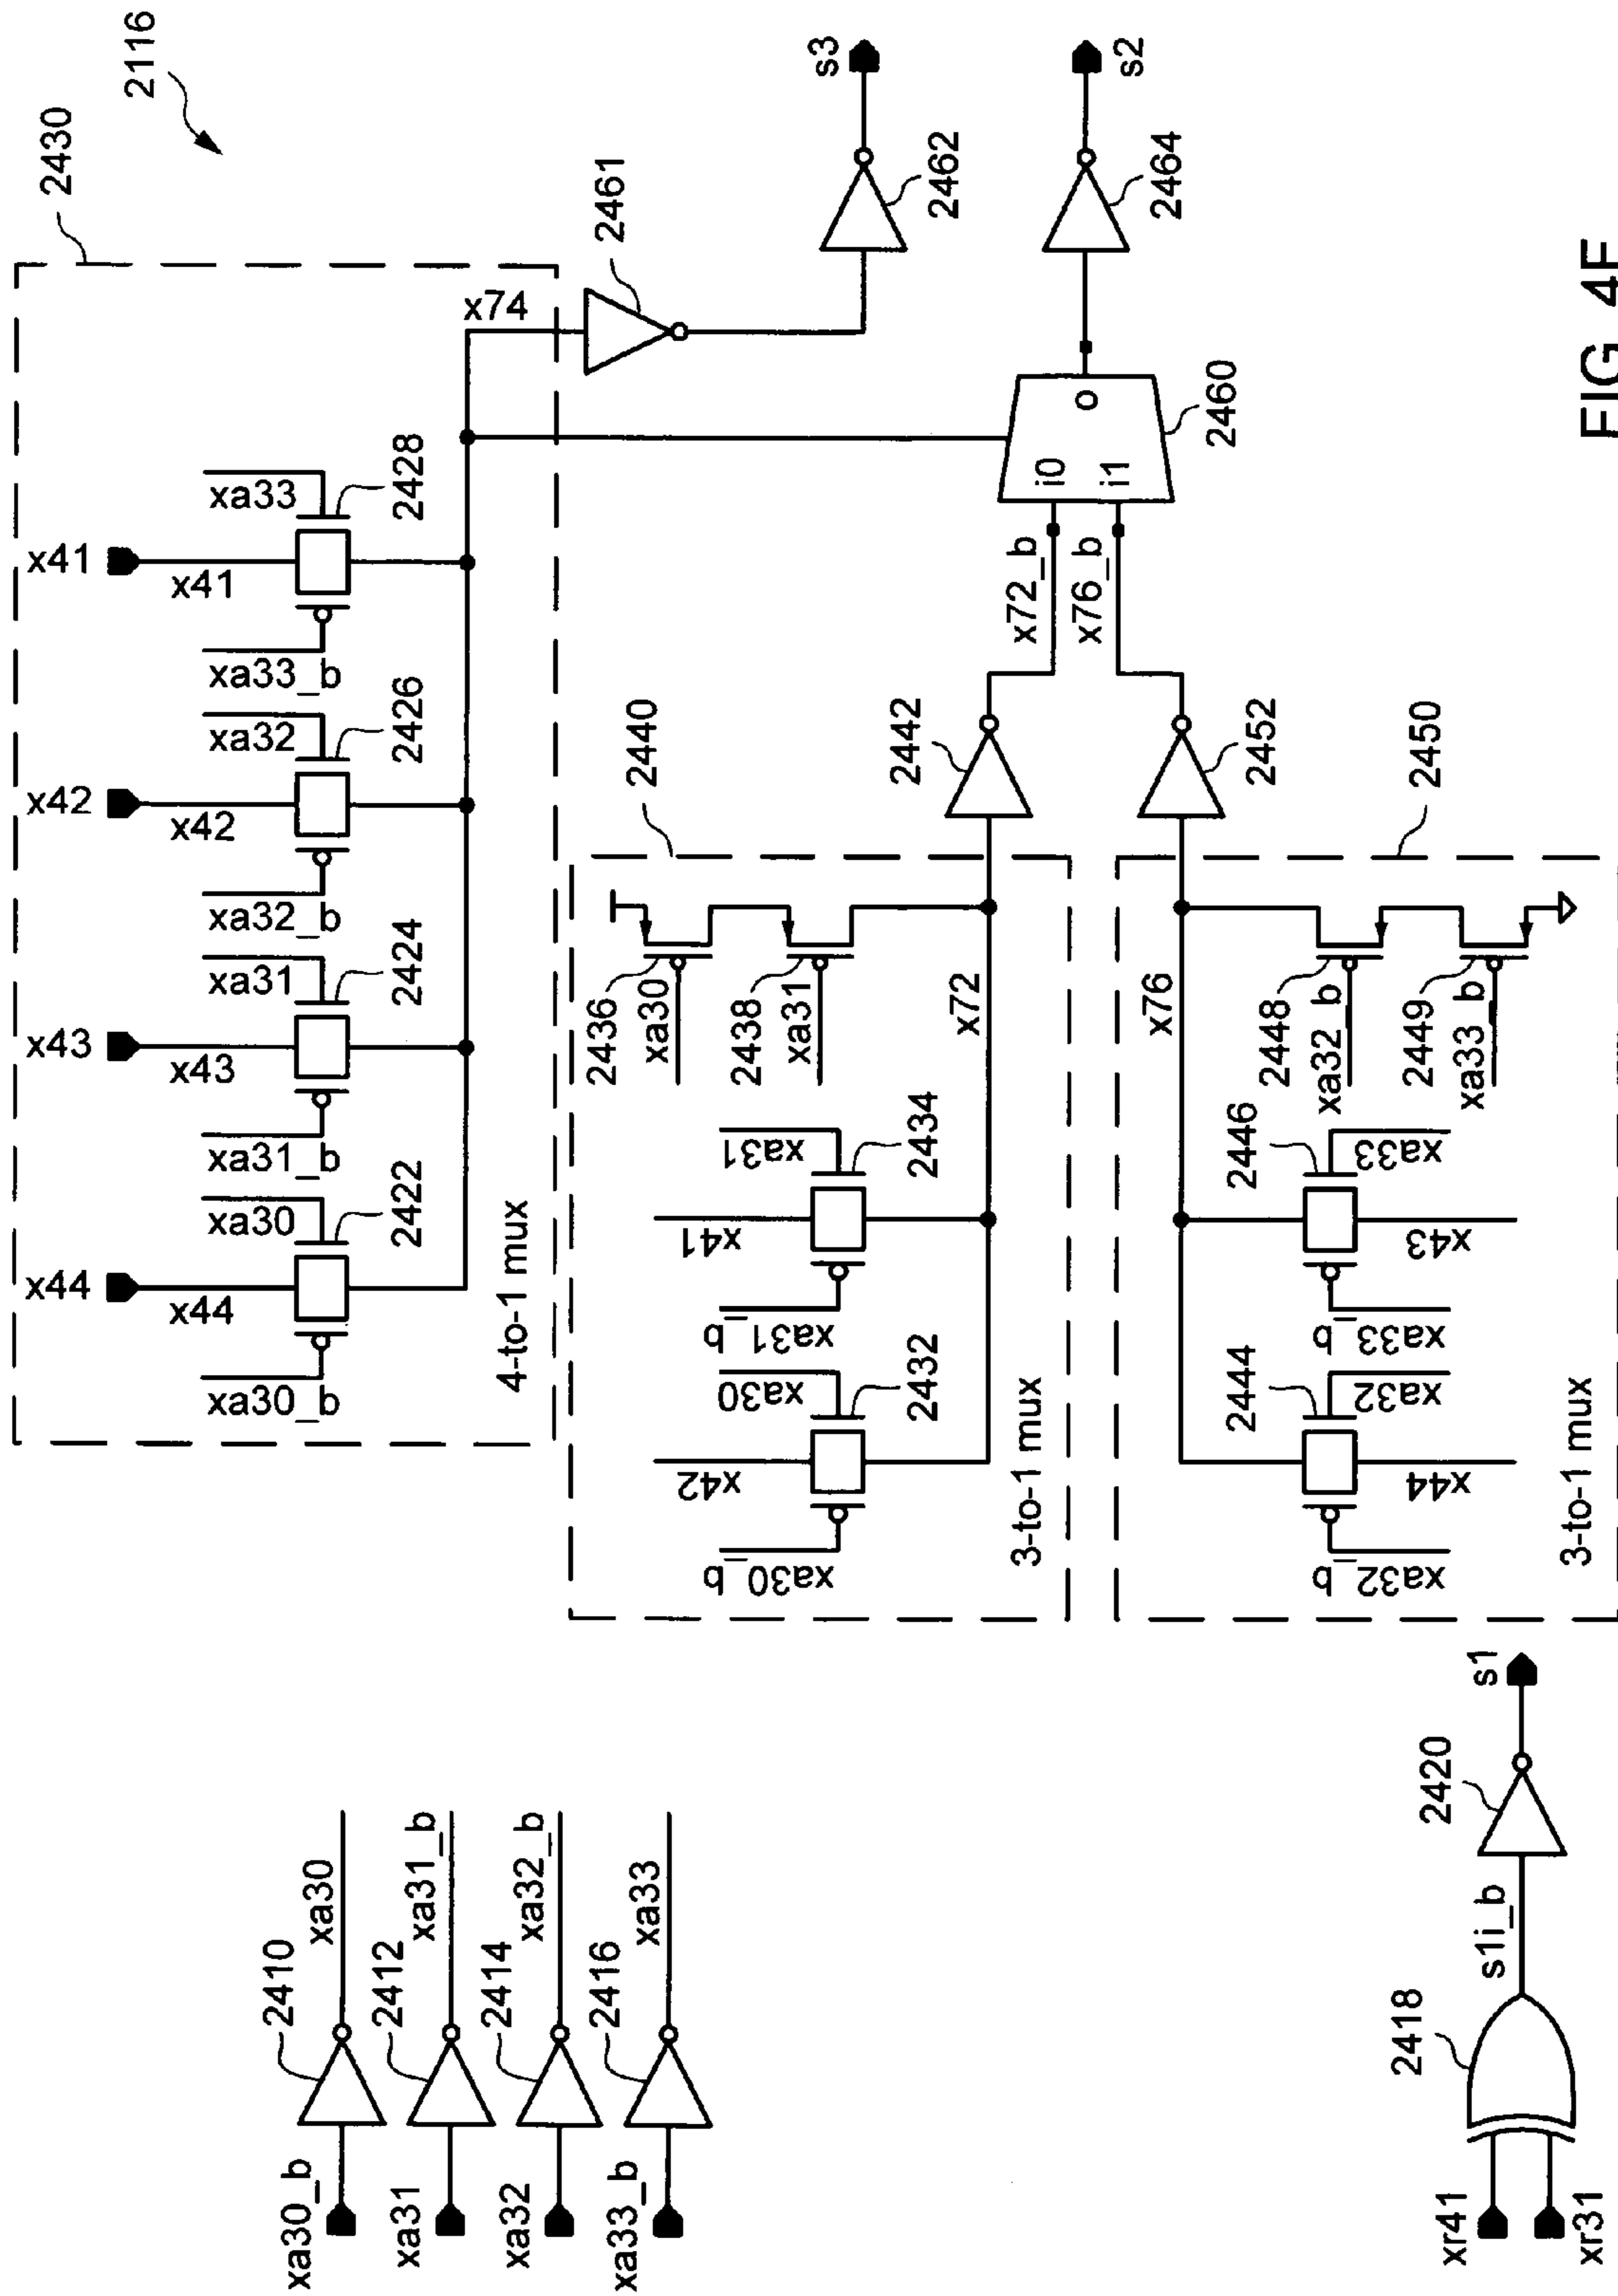 2116
2430
x44
x43
x42
x41
x44
x43
x42
x41
xa30_b
xa30
2422
xa31_b
xa31
2424
xa32_b
xa32
2426
xa33_b
xa33
2428
4-to-1 mux
x74
2461
2462
s3
xa30_b
2410
xa30
xa31
2412
xa31_b
xa32
2414
xa32_b
xa33_b
2416
xa33
2440
x42
xa30_b
xa30
2432
x41
xa31_b
xa31
2434
2436
xa30
2438
xa31
x72
3-to-1 mux
2442
x72_b
x76_b
i0
i1
o
2460
2464
s2
2452
2450
x76
2444
xa32_b
xa32
x44
2446
xa33_b
xa33
x43
2448
xa32_b
2449
xa33_b
3-to-1 mux
xr41
xr31
2418
s1i_b
2420
s1